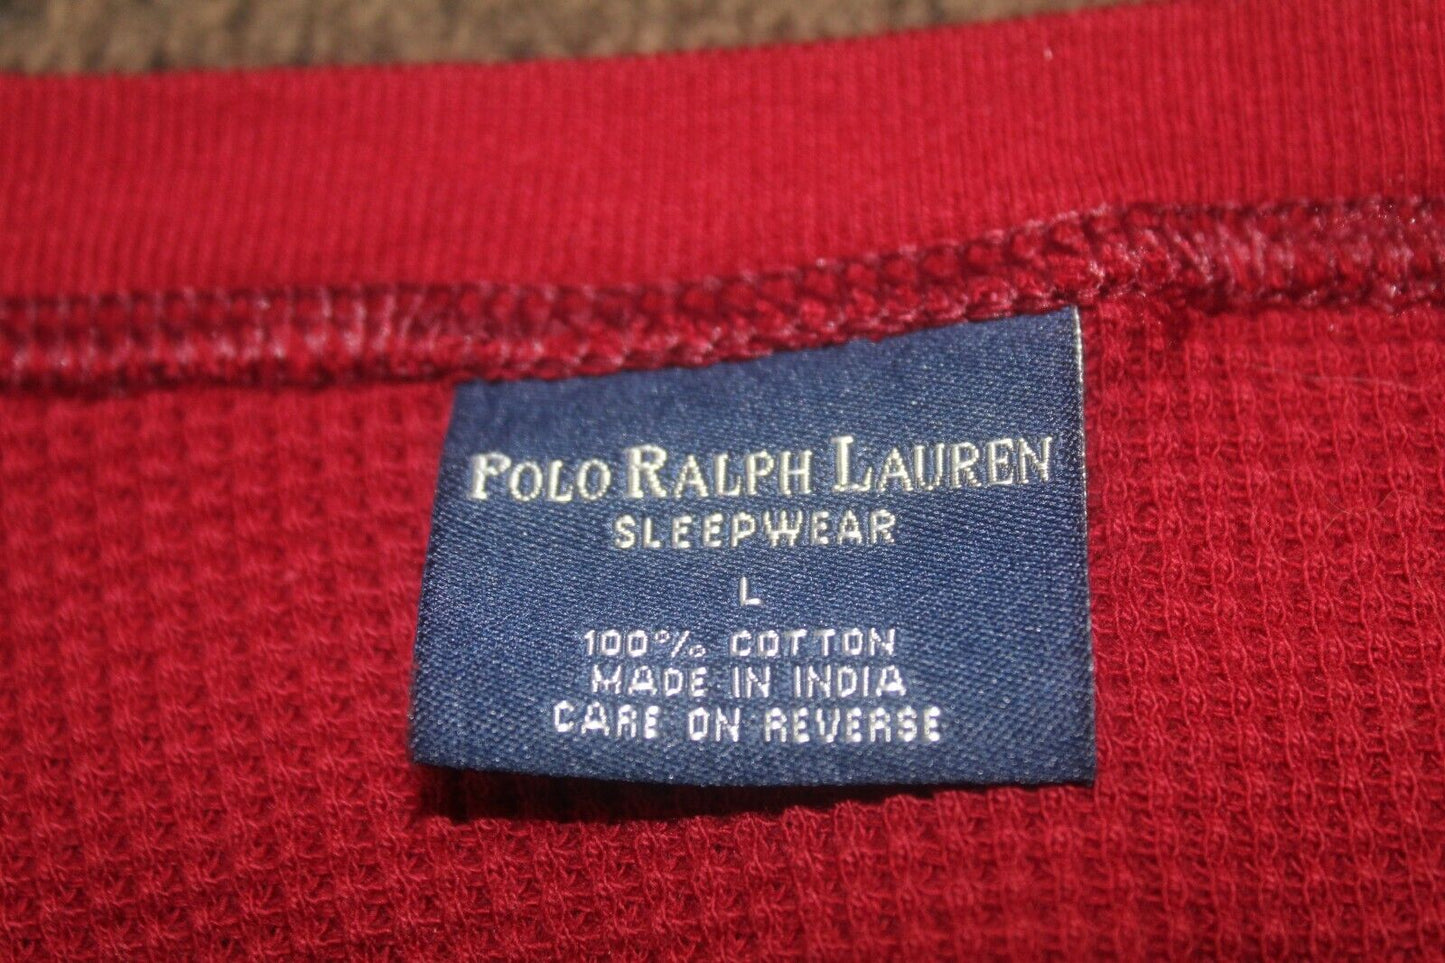 POLO RALPH LAUREN
SLEEPWEAR
L
100% COTTON
MADE IN INDIA
CARE ON REVERSE